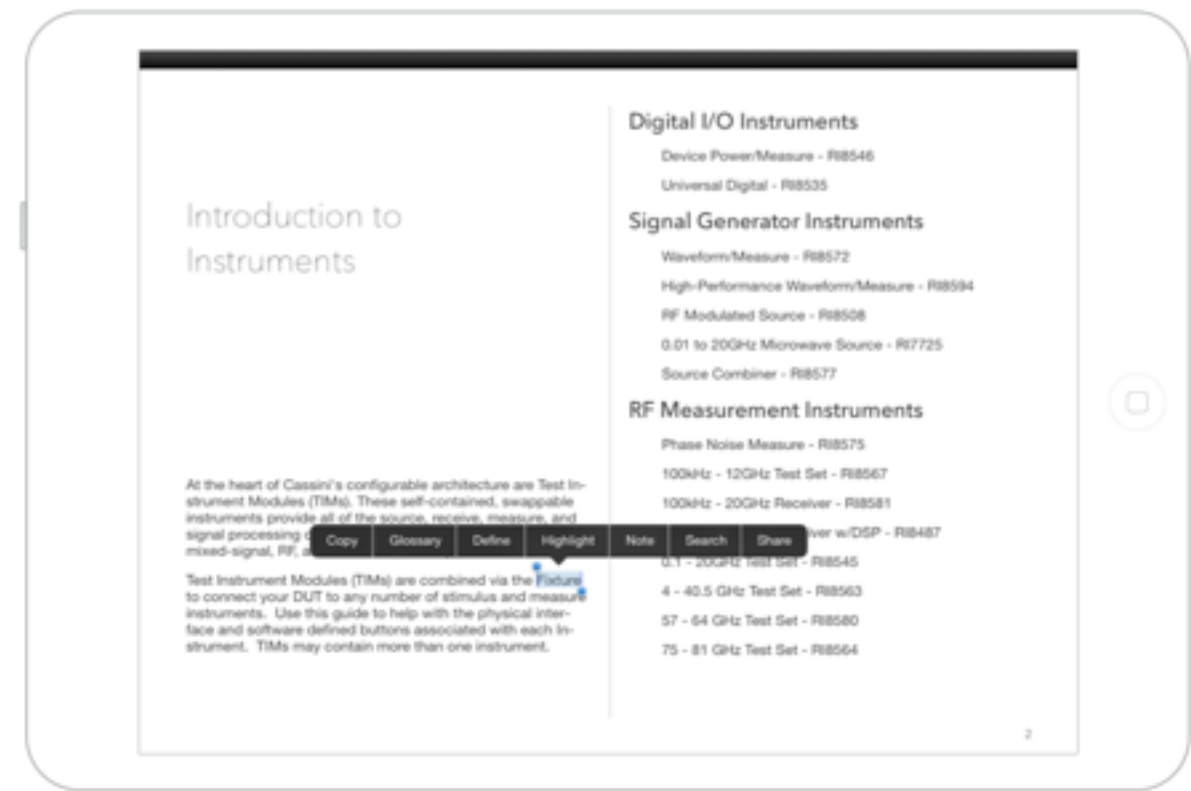 Introduction to
Instruments
At the heart of Cassini's configurable architecture are Test In-
strument Modules (TIMs). These self-contained, swappable
instruments provide all of the source, receive, measure, and
signal processing
mixed-signal, RF,
Copy Glossary Define Highlight Note Search Share
Test Instrument Modules (TIMs) are combined via the Fixture
to connect your DUT to any number of stimulus and measure
instruments. Use this guide to help with the physical inter-
face and software defined buttons associated with each In-
strument. TIMs may contain more than one instrument.
Digital I/O Instruments
Device Power/Measure - RI8546
Universal Digital - RI8535
Signal Generator Instruments
Waveform/Measure - RI8572
High-Performance Waveform/Measure - RI8594
RF Modulated Source - RI8508
0.01 to 20GHz Microwave Source - RI7725
Source Combiner - RI8577
RF Measurement Instruments
Phase Noise Measure - RI8575
100kHz - 12GHz Test Set - RI8567
100kHz - 20GHz Receiver - RI8581
w/DSP - RI8487
0.1 - 20GHz Test Set - RI8545
4 - 40.5 GHz Test Set - RI8563
57 - 64 GHz Test Set - RI8580
75 - 81 GHz Test Set - RI8564
2